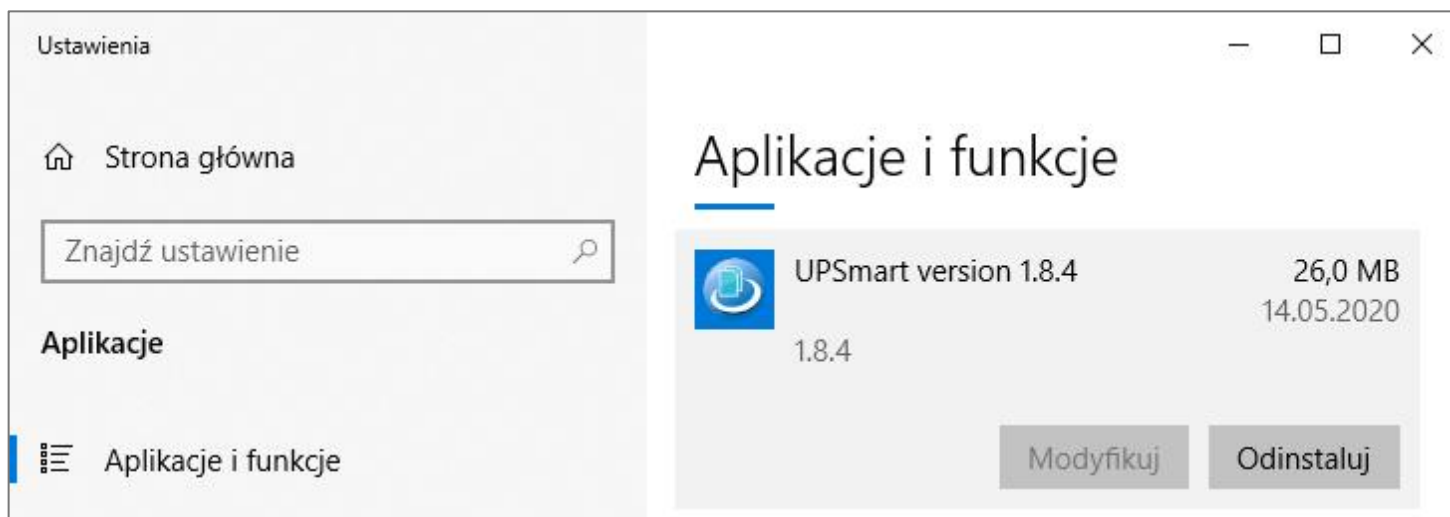 Ustawienia
Strona główna
Znajdź ustawienie
Aplikacje
Aplikacje i funkcje
Aplikacje i funkcje
UPSmart version 1.8.4 26,0 MB
14.05.2020
1.8.4
Modyfikuj Odinstaluj